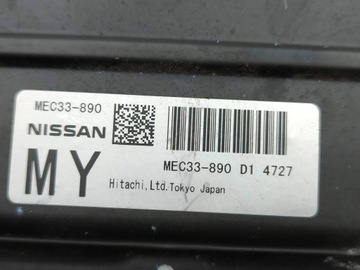 MEC33-890
NISSAN
MEC33-890 D1 4727
MY
Hitachi,Ltd.Tokyo Japan